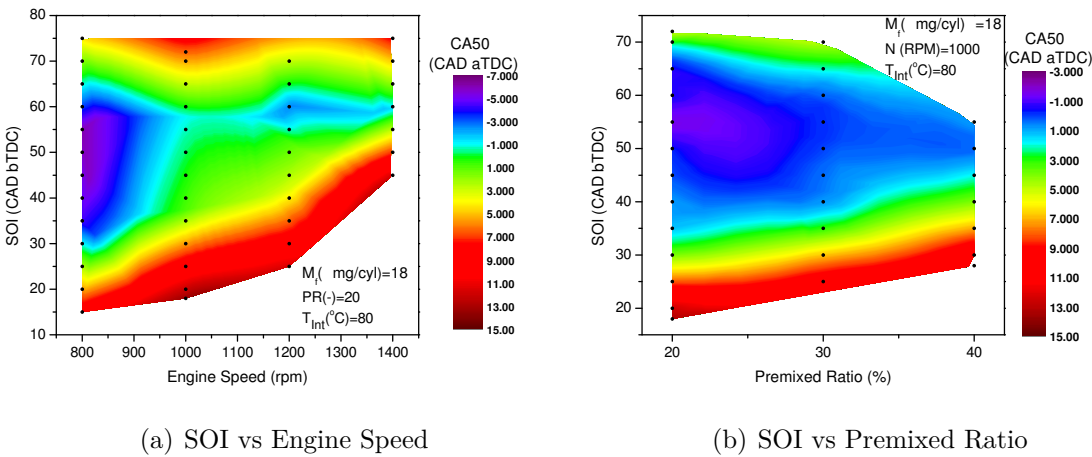 80
70
60
50
40
30
20
10
SOI (CAD bTDC)
800 900 1000 1100 1200 1300 1400
Engine Speed (rpm)
M_f( mg/cyl)=18
PR(-)=20
T_Int(°C)=80
CA50
(CAD aTDC)
-7.000
-5.000
-3.000
-1.000
1.000
3.000
5.000
7.000
9.000
11.00
13.00
15.00
(a) SOI vs Engine Speed
70
60
50
40
30
20
SOI (CAD bTDC)
20 30 40
Premixed Ratio (%)
M_f( mg/cyl)=18
N (RPM)=1000
T_Int(°C)=80
CA50
(CAD aTDC)
-3.000
-1.000
1.000
3.000
5.000
7.000
9.000
11.00
13.00
15.00
(b) SOI vs Premixed Ratio